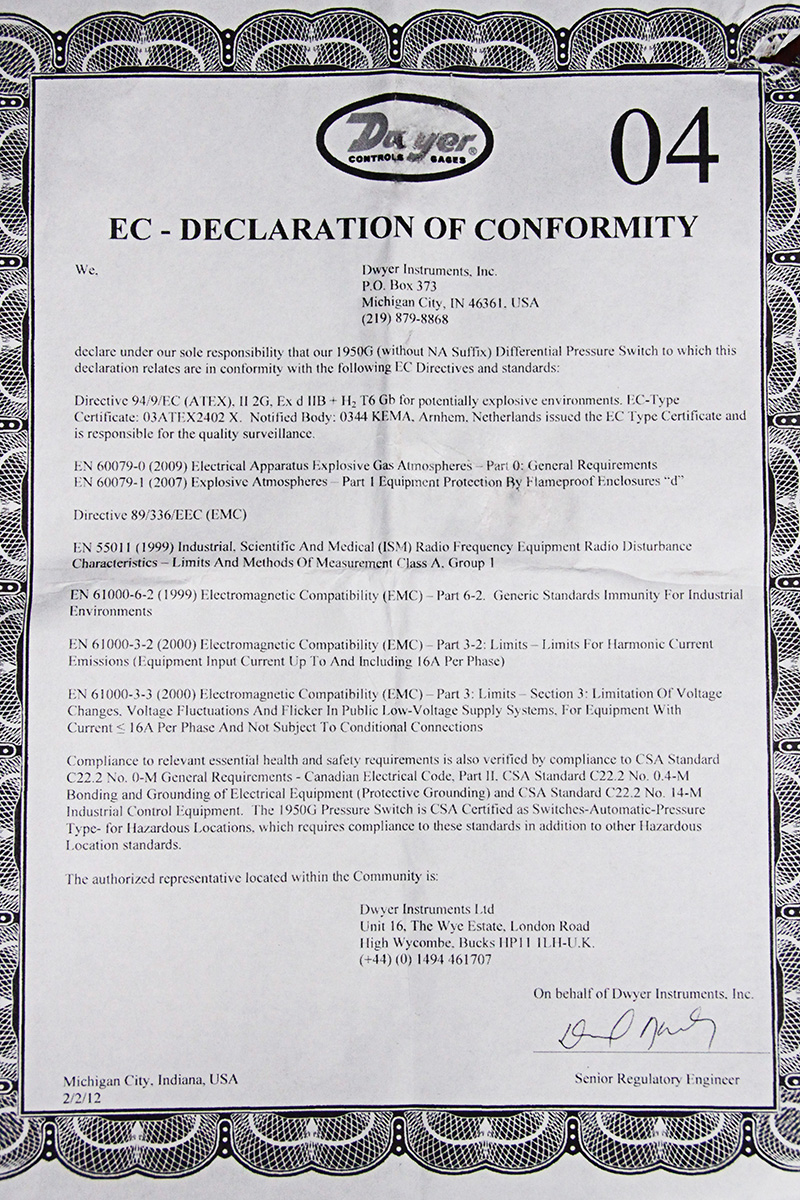 Dwyer®
CONTROLS GAGES
04
EC - DECLARATION OF CONFORMITY
We, Dwyer Instruments, Inc.
P.O. Box 373
Michigan City, IN 46361, USA
(219) 879-8868
declare under our sole responsibility that our 1950G (without NA Suffix) Differential Pressure Switch to which this
declaration relates are in conformity with the following EC Directives and standards:
Directive 94/9/EC (ATEX), II 2G, Ex d IIB + H₂ T6 Gb for potentially explosive environments. EC-Type
Certificate: 03ATEX2402 X. Notified Body: 0344 KEMA, Arnhem, Netherlands issued the EC Type Certificate and
is responsible for the quality surveillance.
EN 60079-0 (2009) Electrical Apparatus Explosive Gas Atmospheres – Part 0: General Requirements
EN 60079-1 (2007) Explosive Atmospheres – Part 1 Equipment Protection By Flameproof Enclosures “d”
Directive 89/336/EEC (EMC)
EN 55011 (1999) Industrial, Scientific And Medical (ISM) Radio Frequency Equipment Radio Disturbance
Characteristics – Limits And Methods Of Measurement Class A, Group 1
EN 61000-6-2 (1999) Electromagnetic Compatibility (EMC) – Part 6-2. Generic Standards Immunity For Industrial
Environments
EN 61000-3-2 (2000) Electromagnetic Compatibility (EMC) – Part 3-2: Limits – Limits For Harmonic Current
Emissions (Equipment Input Current Up To And Including 16A Per Phase)
EN 61000-3-3 (2000) Electromagnetic Compatibility (EMC) – Part 3: Limits – Section 3: Limitation Of Voltage
Changes, Voltage Fluctuations And Flicker In Public Low-Voltage Supply Systems, For Equipment With
Current ≤ 16A Per Phase And Not Subject To Conditional Connections
Compliance to relevant essential health and safety requirements is also verified by compliance to CSA Standard
C22.2 No. 0-M General Requirements - Canadian Electrical Code, Part II, CSA Standard C22.2 No. 0.4-M
Bonding and Grounding of Electrical Equipment (Protective Grounding) and CSA Standard C22.2 No. 14-M
Industrial Control Equipment. The 1950G Pressure Switch is CSA Certified as Switches-Automatic-Pressure
Type- for Hazardous Locations, which requires compliance to these standards in addition to other Hazardous
Location standards.
The authorized representative located within the Community is:
Dwyer Instruments Ltd
Unit 16, The Wye Estate, London Road
High Wycombe, Bucks HP11 1LH-U.K.
(+44) (0) 1494 461707
On behalf of Dwyer Instruments, Inc.
Michigan City, Indiana, USA Senior Regulatory Engineer
2/2/12